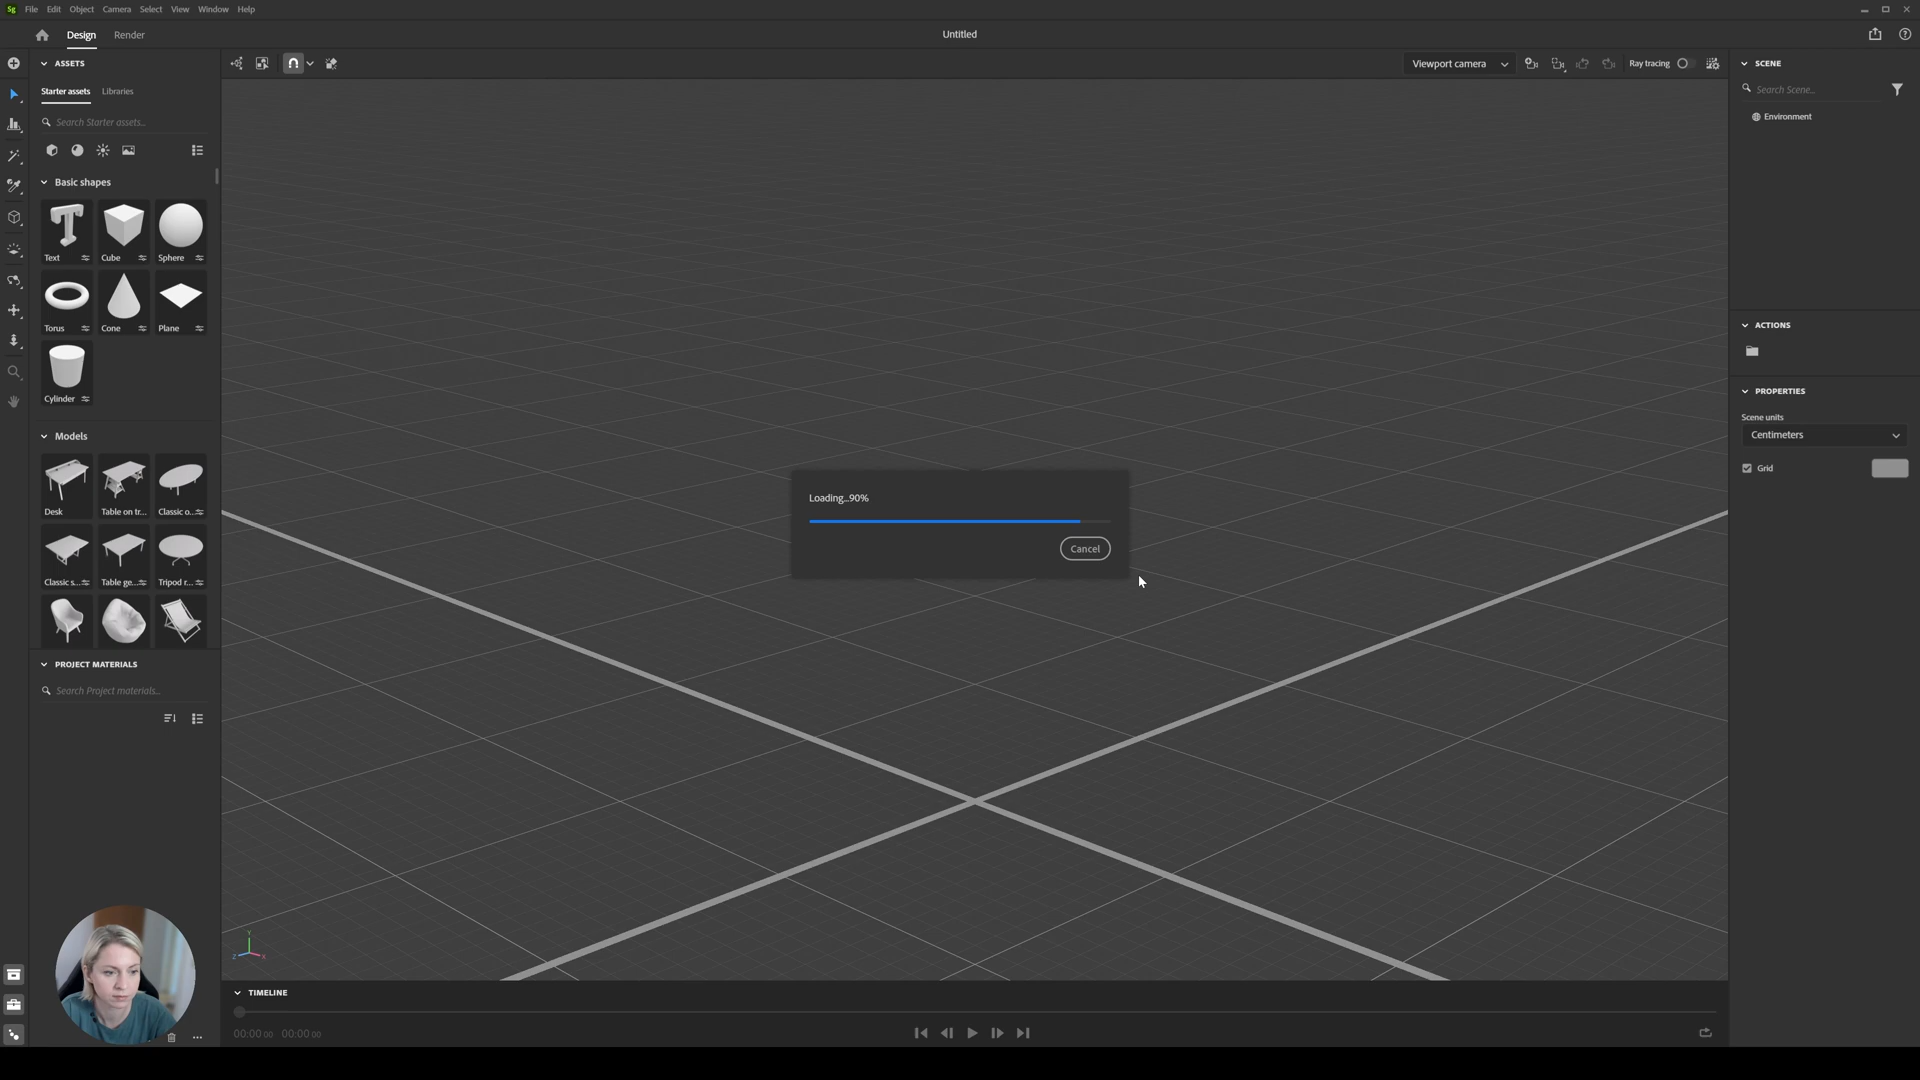 Sg File Edit Object Camera Select View Window Help
Design Render Untitled
ASSETS
Starter assets Libraries
Search Starter assets...
Basic shapes
Text Cube Sphere
Torus Cone Plane
Cylinder
Models
Desk Table on tr... Classic o...
Classic s... Table ge... Tripod r...
PROJECT MATERIALS
Search Project materials...
Viewport camera Ray tracing
Loading...90%
Cancel
Y
Z X
TIMELINE
00:00 00 00:00 00
SCENE
Search Scene...
Environment
ACTIONS
PROPERTIES
Scene units
Centimeters
Grid